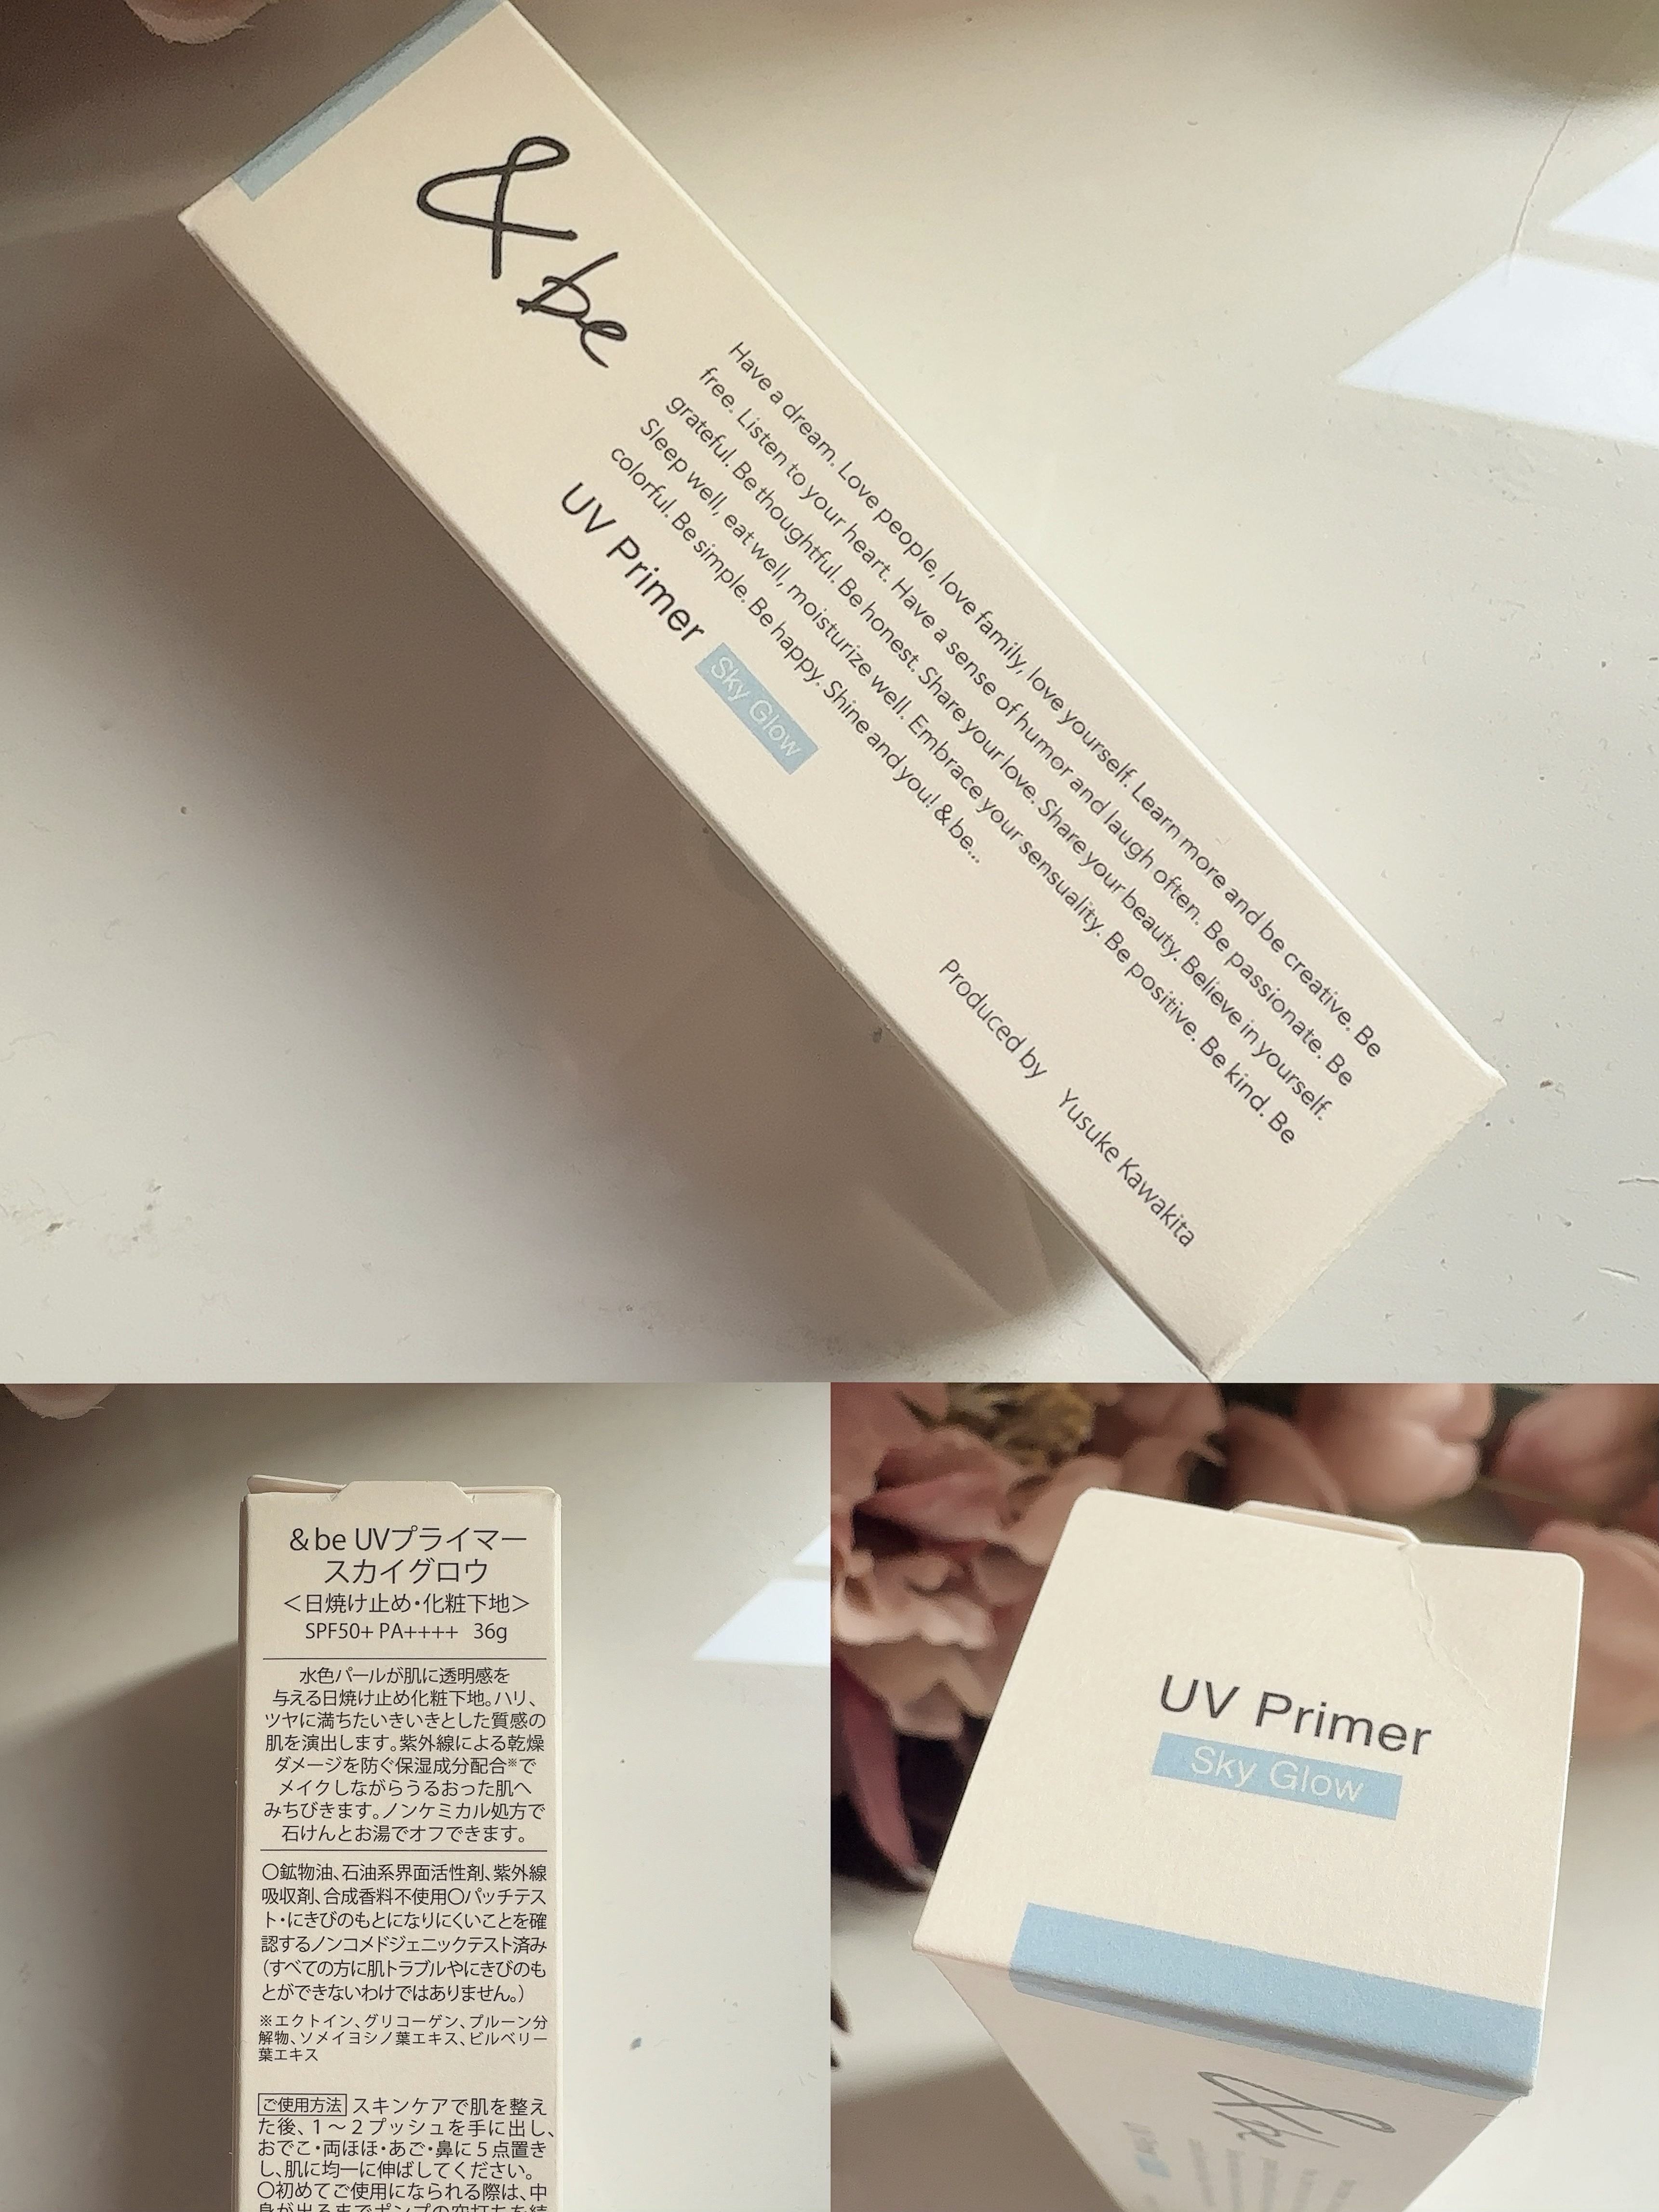 & be
Have a dream. Love people, love family, love yourself. Learn more and be creative. Be
free. Listen to your heart. Have a sense of humor and laugh often. Be passionate. Be
grateful. Be thoughtful. Be honest. Share your love. Share your beauty. Believe in yourself.
Sleep well, eat well, moisturize well. Embrace your sensuality. Be positive. Be kind. Be
colorful. Be simple. Be happy. Shine and you! & be...
UV Primer Sky Glow
Produced by Yusuke Kawakita
& be UVプライマー
スカイグロウ
<日焼け止め・化粧下地>
SPF50+ PA++++ 36g
水色パールが肌に透明感を
与える日焼け止め化粧下地。ハリ、
ツヤに満ちたいきいきとした質感の
肌を演出します。紫外線による乾燥
ダメージを防ぐ保湿成分配合※で
メイクしながらうるおった肌へ
みちびきます。ノンケミカル処方で
石けんとお湯でオフできます。
〇鉱物油、石油系界面活性剤、紫外線
吸収剤、合成香料不使用〇パッチテス
ト・にきびのもとになりにくいことを確
認するノンコメドジェニックテスト済み
(すべての方に肌トラブルやにきびのも
とができないわけではありません。)
※エクトイン、グリコーゲン、プルーン分
解物、ソメイヨシノ葉エキス、ビルベリー
葉エキス
ご使用方法 スキンケアで肌を整え
た後、1～2プッシュを手に出し、
おでこ・両ほほ・あご・鼻に5点置き
し、肌に均一に伸ばしてください。
〇初めてご使用になられる際は、中
身が出るまでポンプの空打ちを続
UV Primer
Sky Glow
& be